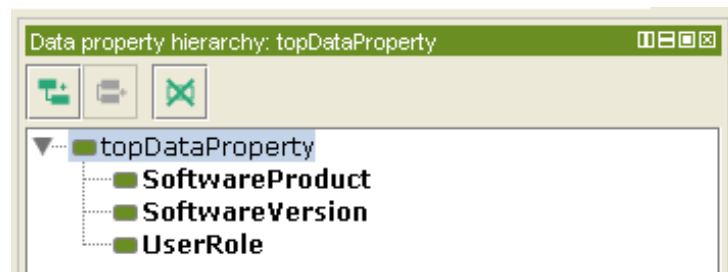 Data property hierarchy: topDataProperty
topDataProperty
SoftwareProduct
SoftwareVersion
UserRole